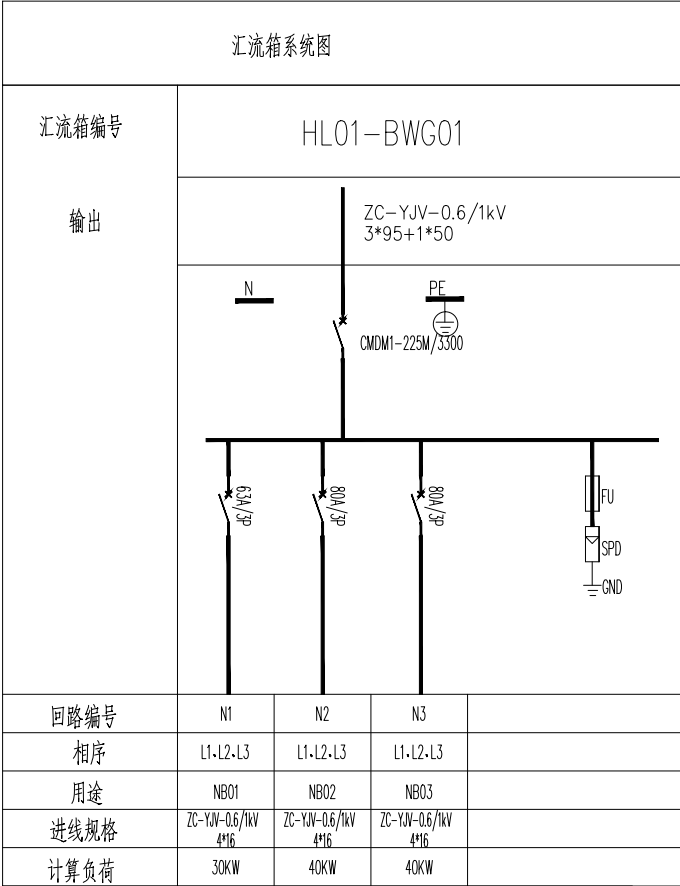 汇流箱系统图
汇流箱编号
HL01-BWG01
输出
ZC-YJV-0.6/1kV
3*95+1*50
N
PE
CMDM1-225M/3300
63A/3P
80A/3P
80A/3P
FU
SPD
GND
回路编号 N1 N2 N3
相序 L1、L2、L3 L1、L2、L3 L1、L2、L3
用途 NB01 NB02 NB03
进线规格 ZC-YJV-0.6/1kV ZC-YJV-0.6/1kV ZC-YJV-0.6/1kV
4*16 4*16 4*16
计算负荷 30KW 40KW 40KW